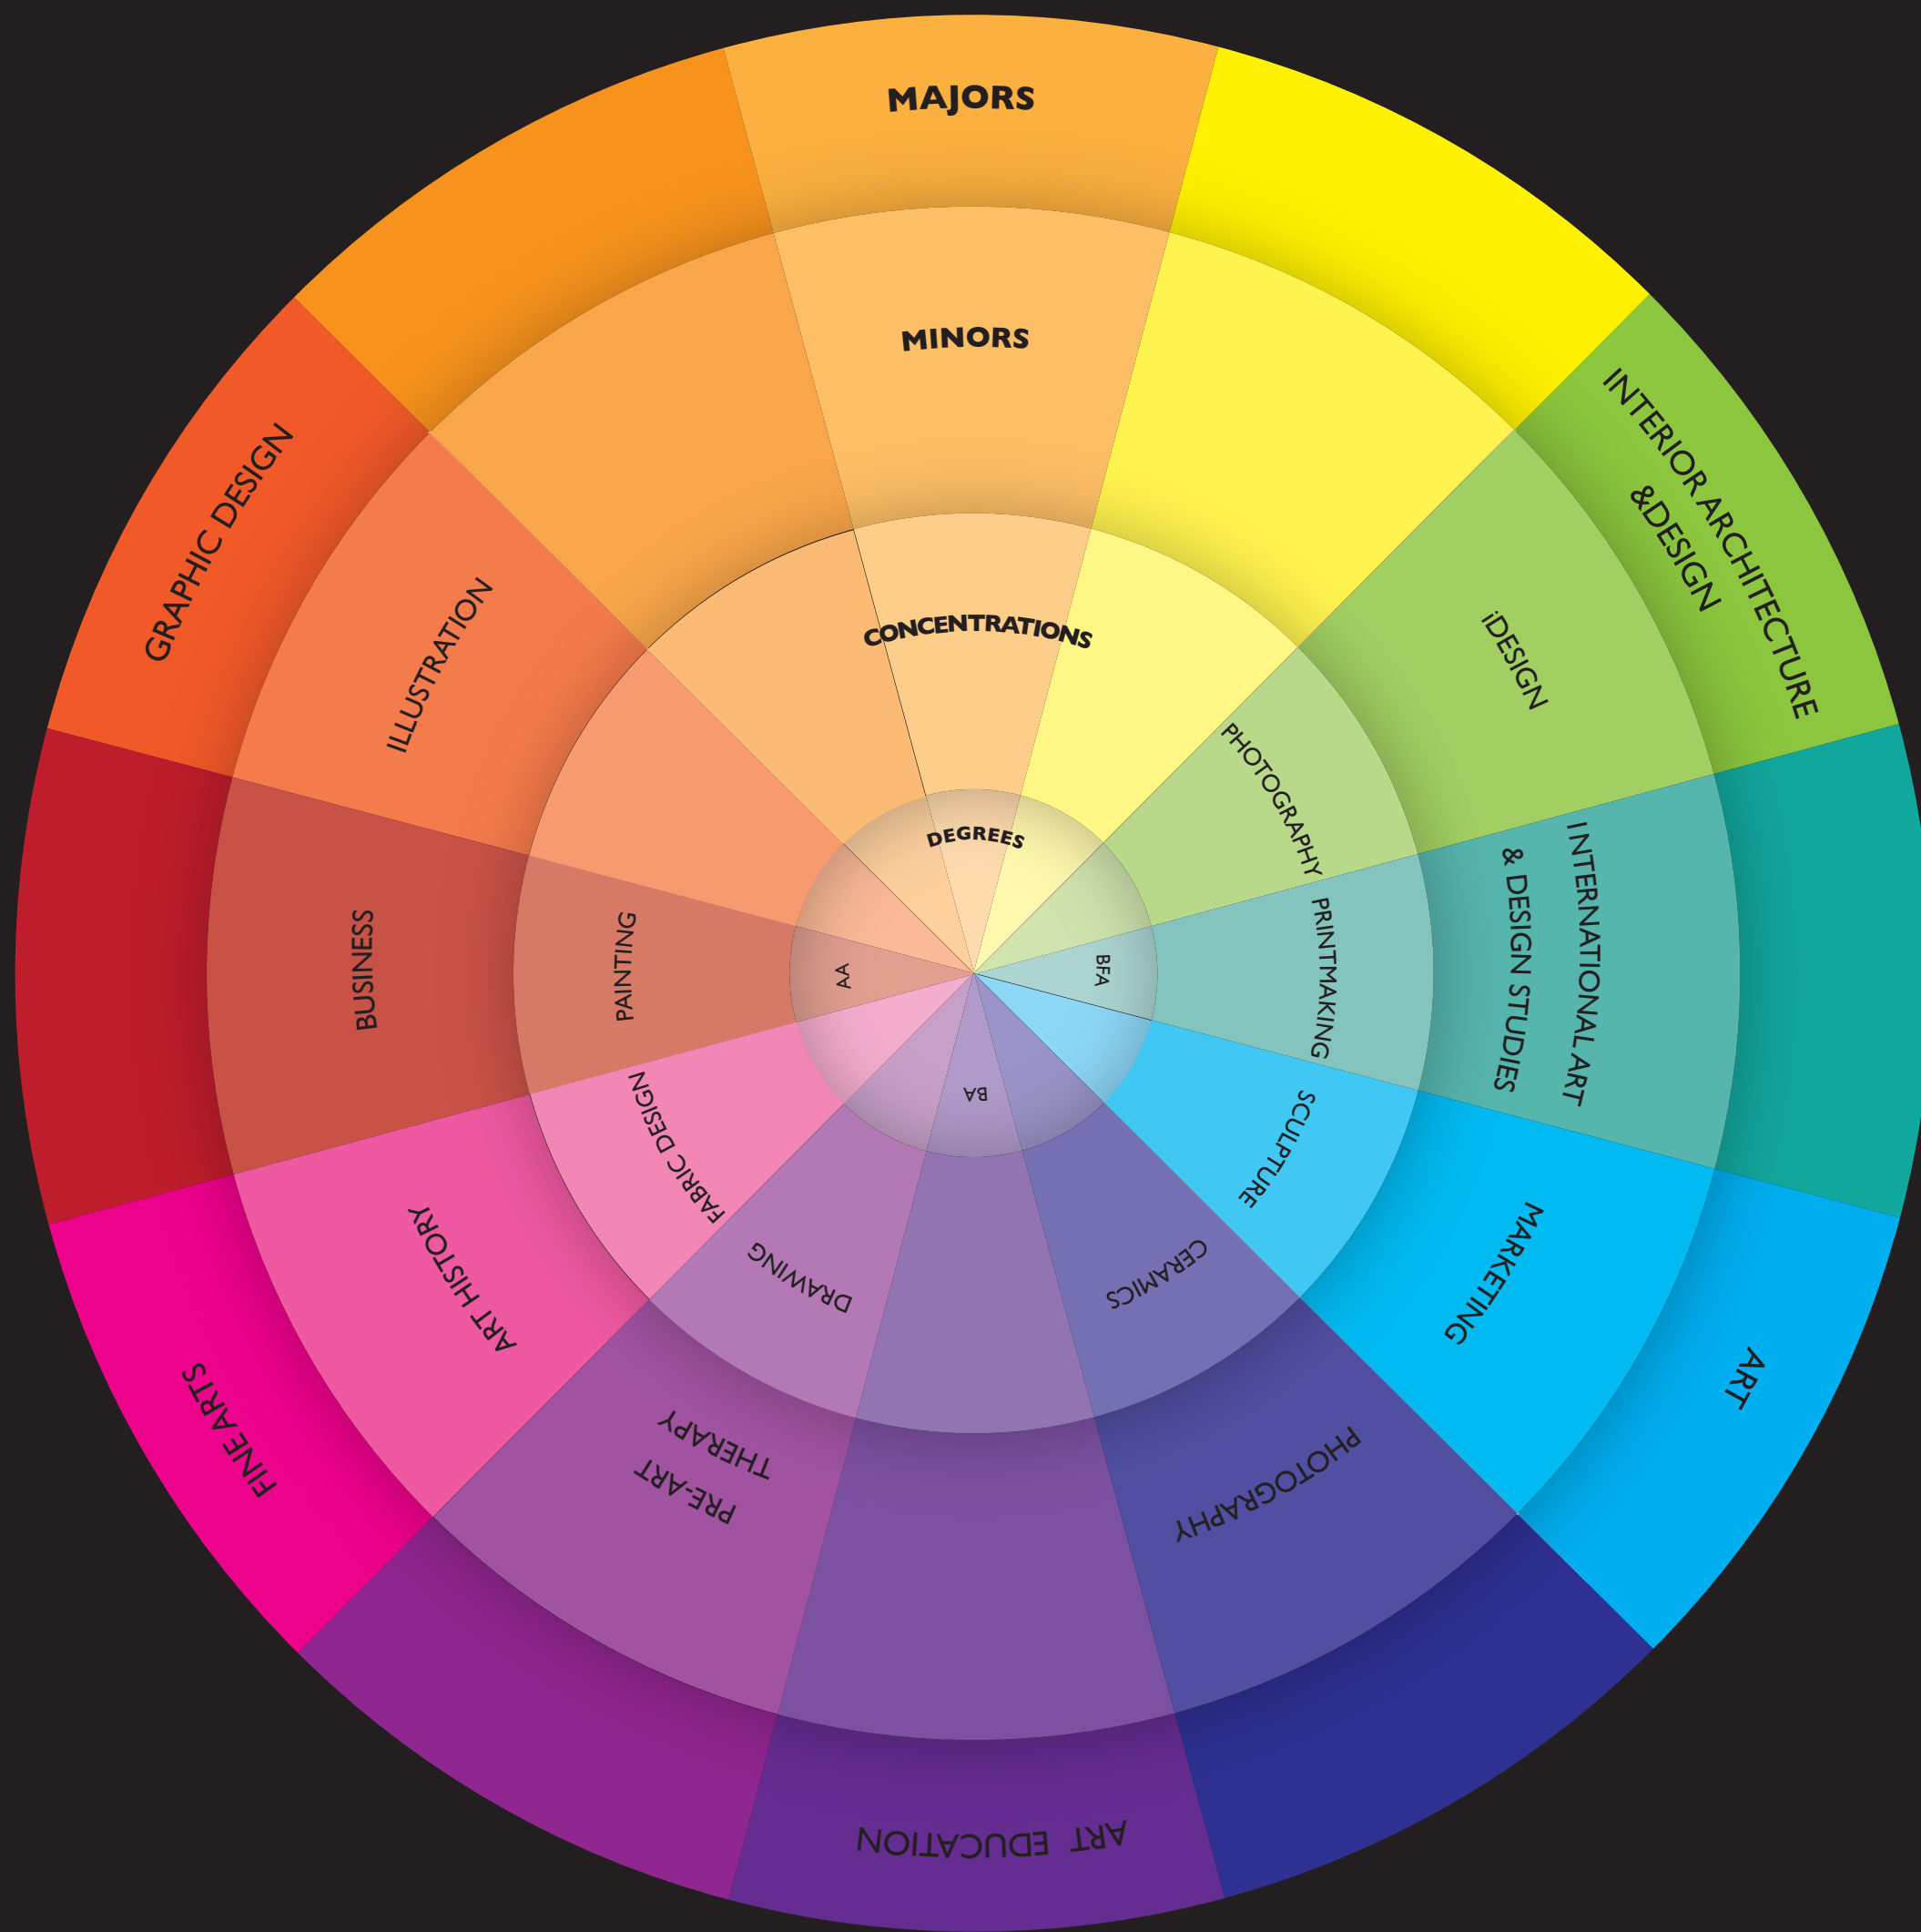 MAJORS
INTERIOR ARCHITECTURE
&DESIGN
ART
ART EDUCATION
FINE ARTS
GRAPHIC DESIGN
MINORS
iDESIGN
INTERNATIONAL ART
& DESIGN STUDIES
MARKETING
PHOTOGRAPHY
PRE-ART
THERAPY
ART HISTORY
BUSINESS
ILLUSTRATION
CONCENTRATIONS
PHOTOGRAPHY
PRINTMAKING
SCULPTURE
CERAMICS
DRAWING
FABRIC DESIGN
PAINTING
DEGREES
BFA
BA
AA